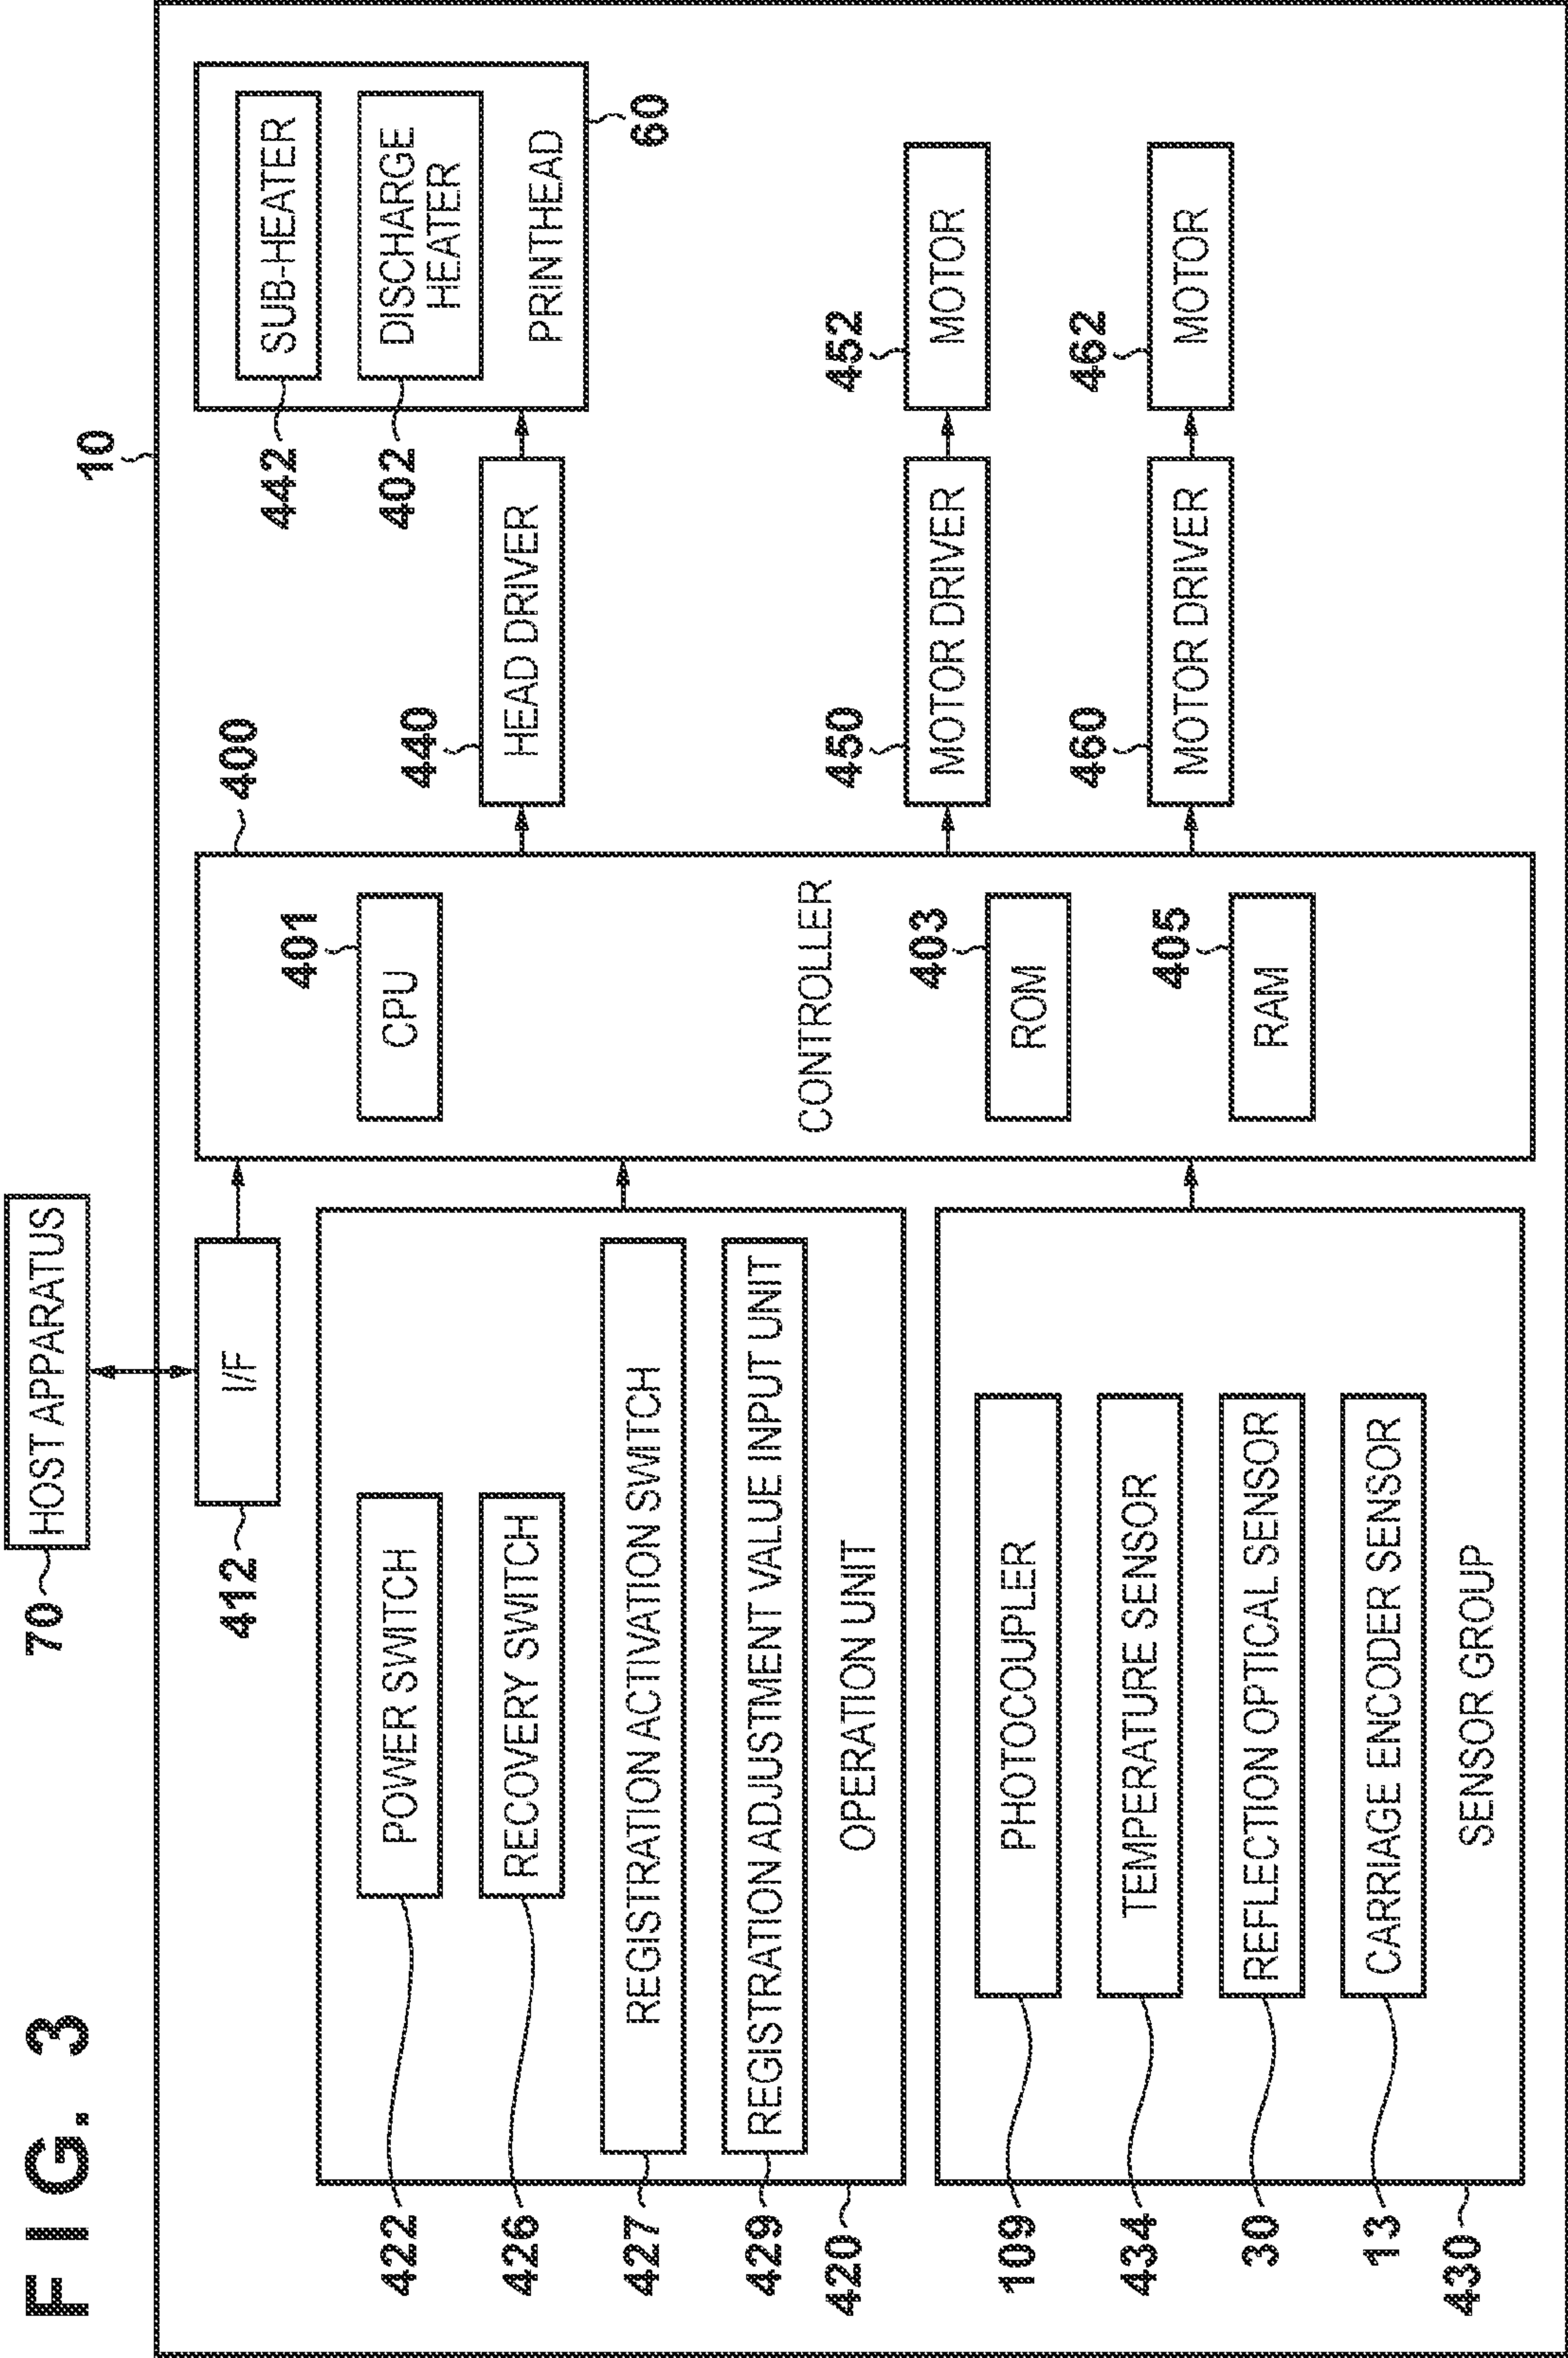 FIG. 3
70
HOST APPARATUS
10
412
I/F
400
442
SUB-HEATER
422
POWER SWITCH
401
CPU
402
DISCHARGE
HEATER
426
RECOVERY SWITCH
440
HEAD DRIVER
PRINTHEAD
60
427
REGISTRATION ACTIVATION SWITCH
429
REGISTRATION ADJUSTMENT VALUE INPUT UNIT
420
OPERATION UNIT
CONTROLLER
450
MOTOR DRIVER
452
MOTOR
109
PHOTOCOUPLER
403
ROM
434
TEMPERATURE SENSOR
460
MOTOR DRIVER
462
MOTOR
30
REFLECTION OPTICAL SENSOR
405
RAM
13
CARRIAGE ENCODER SENSOR
430
SENSOR GROUP